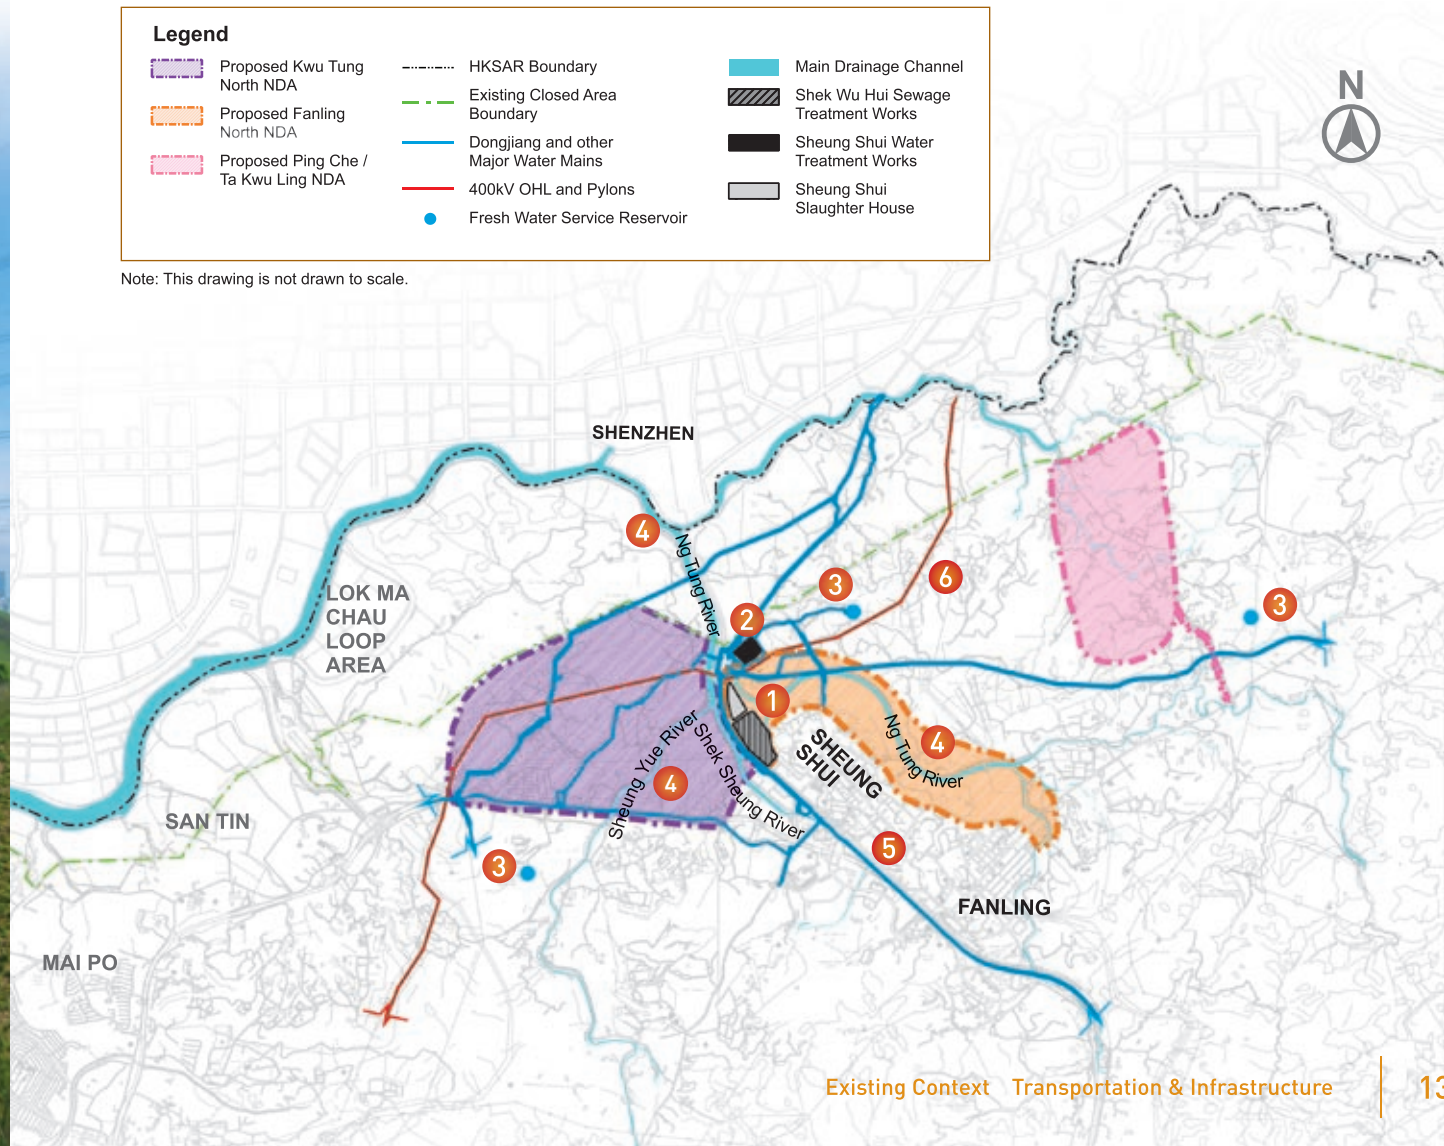 Legend
Proposed Kwu Tung
North NDA
Proposed Fanling
North NDA
Proposed Ping Che /
Ta Kwu Ling NDA
HKSAR Boundary
Existing Closed Area
Boundary
Dongjiang and other
Major Water Mains
400kV OHL and Pylons
Fresh Water Service Reservoir
Main Drainage Channel
Shek Wu Hui Sewage
Treatment Works
Sheung Shui Water
Treatment Works
Sheung Shui
Slaughter House
Note: This drawing is not drawn to scale.
N
SHENZHEN
4
Ng Tung River
LOK MA
CHAU
LOOP
AREA
3
6
3
2
1
SHEUNG
SHUI
Ng Tung River
4
Sheung Yue River
4
Shek Sheung River
SAN TIN
3
5
FANLING
MAI PO
Existing Context Transportation & Infrastructure